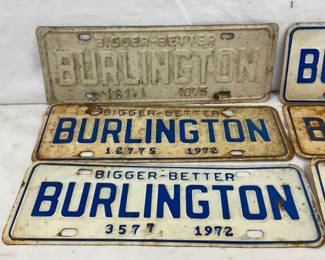 BIGGER-BETTER
BURLINGTON
1975
BIGGER-BETTER
BURLINGTON
12775 1972
BIGGER-BETTER
BURLINGTON
3577 1972
B
B